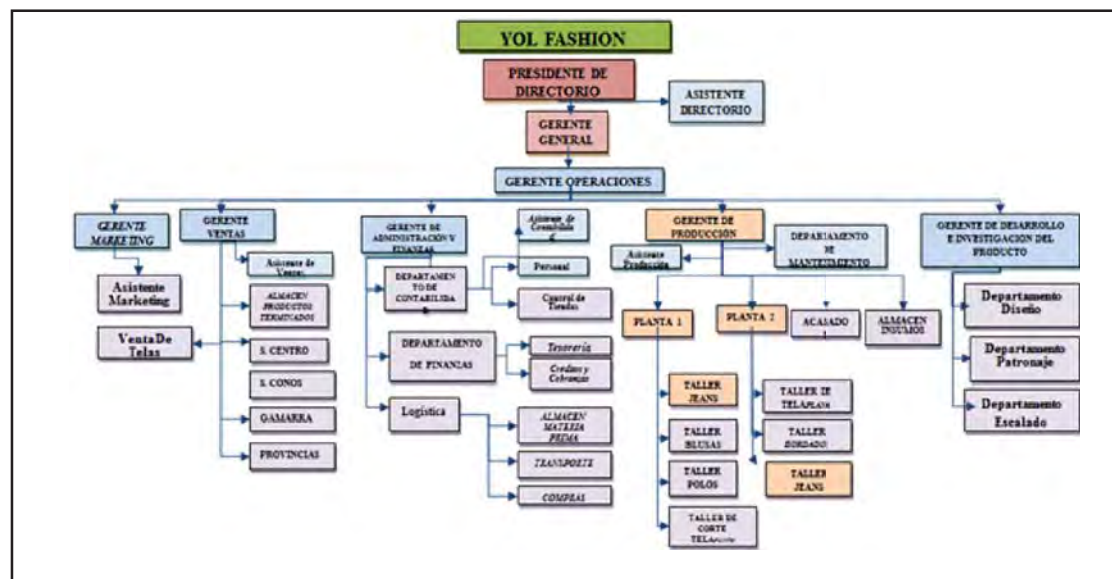 YOL FASHION
PRESIDENTE DE
DIRECTORIO
ASISTENTE
DIRECTORIO
GERENTE
GENERAL
GERENTE OPERACIONES
GERENTE
MARKETING
GERENTE
VENTAS
GERENTE DE
ADMINISTRACIÓN Y
FINANZAS
Asistente de
GERENTE DE
PRODUCCIÓN
DEPARTAMENTO
DE
MANTENIMIENTO
GERENTE DE DESARROLLO
E INVESTIGACION DEL
PRODUCTO
Asistente
Marketing
Venta De
Telas
Asistente de
Ventas
ALMACEN
PRODUCTOS
TERMINADOS
S. CENTRO
S. CONOS
GAMARRA
PROVINCIAS
DEPARTAMEN
TO DE
CONTABILIDA
Personal
Control de
Tiendas
DEPARTAMENTO
DE FINANZAS
Tesorería
Creditos y
Cobranzas
Logística
ALMACEN
MATERIA
PRIMA
TRANSPORTE
COMPRAS
Asistente
Producción
PLANTA 1
PLANTA 2
ALMACEN
INSUMOS
TALLER
JEANS
TALLER
BLUSAS
TALLER
POLOS
TALLER DE
CORTE
TALLER
BORDADO
TALLER
JEANS
Departamento
Diseño
Departamento
Patronaje
Departamento
Escalado